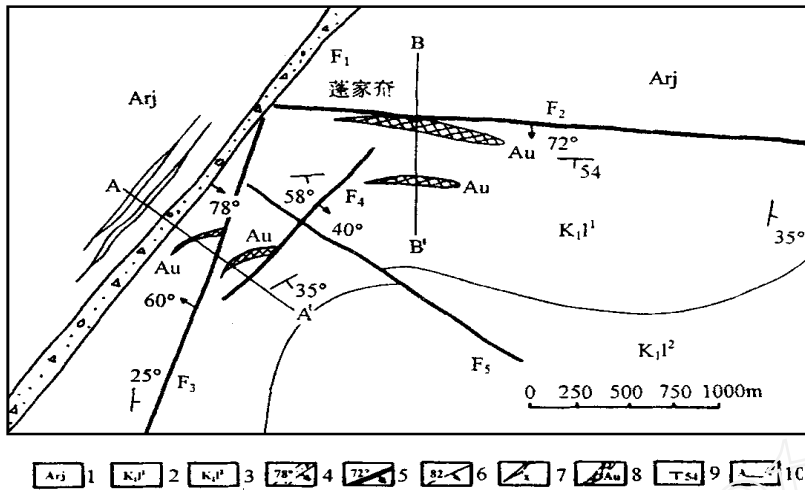 B
F1
Arj
Arj
蓬家夼
F2
Au
72°
54
A
58°
F4
Au
78°
Au
40°
K1l1
35°
B'
Au
35°
60°
A'
K1l2
25°
F3
F5
0 250 500 750 1000m
Arj 1 K1l1 2 K1l2 3 78° 4 72° 5 82 6 7 Au 8 54 9 A 10